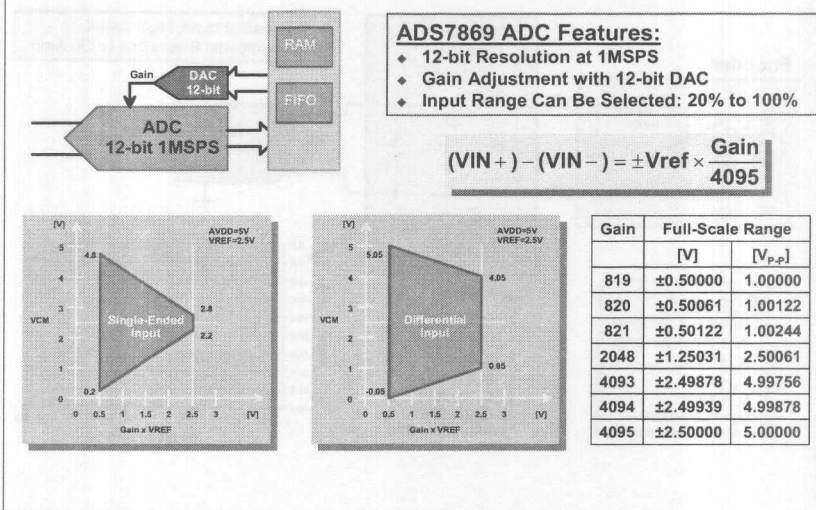 RAM
Gain
DAC
12-bit
FIFO
ADC
12-bit 1MSPS
ADS7869 ADC Features:
12-bit Resolution at 1MSPS
Gain Adjustment with 12-bit DAC
Input Range Can Be Selected: 20% to 100%
(VIN+)−(VIN−) = ±Vref × Gain
4095
[V]
AVDD=5V
VREF=2.5V
5
4.8
4
3
2.8
VCM
Single-Ended
Input
2.2
2
1
0.2
0
0 0.5 1 1.5 2 2.5 3 [V]
Gain x VREF
[V]
AVDD=5V
VREF=2.5V
5
5.05
4
4.05
3
VCM
Differential
Input
2
1
0.95
-0.05
0
0 0.5 1 1.5 2 2.5 3 [V]
Gain x VREF
Gain Full-Scale Range
[V] [VP-P]
819 ±0.50000 1.00000
820 ±0.50061 1.00122
821 ±0.50122 1.00244
2048 ±1.25031 2.50061
4093 ±2.49878 4.99756
4094 ±2.49939 4.99878
4095 ±2.50000 5.00000